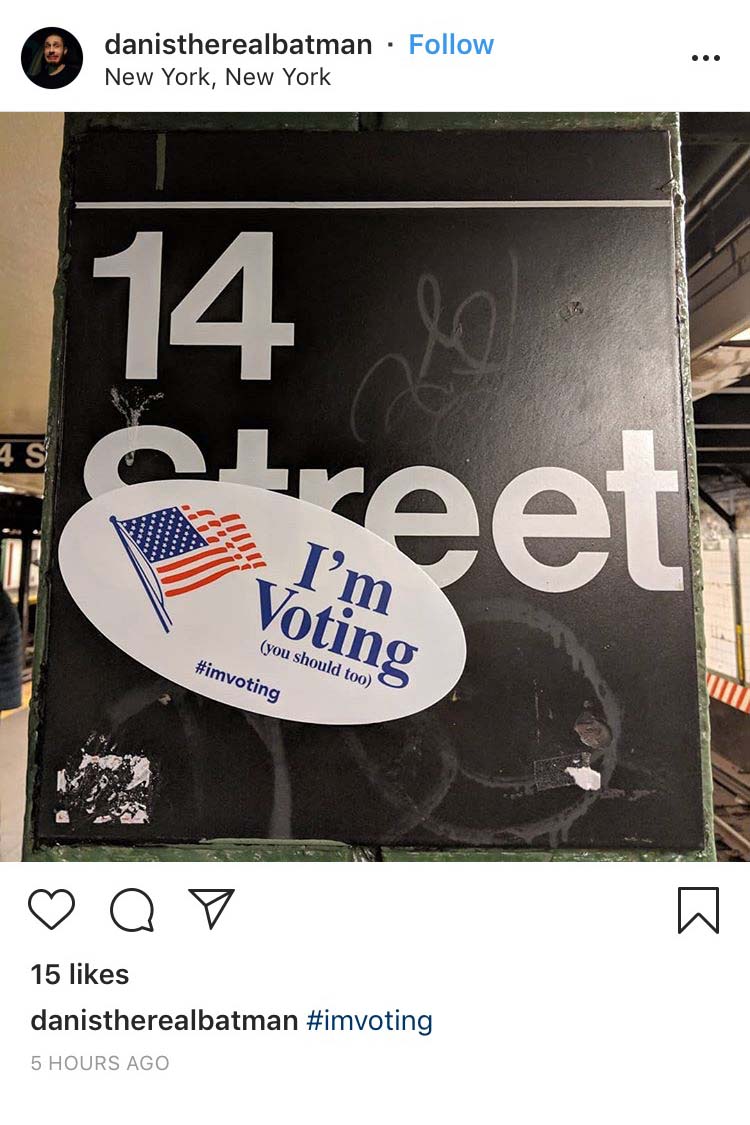 danistherealbatman · Follow
New York, New York
14
Street
4 S
I'm
Voting
(you should too)
#imvoting
15 likes
danistherealbatman #imvoting
5 HOURS AGO